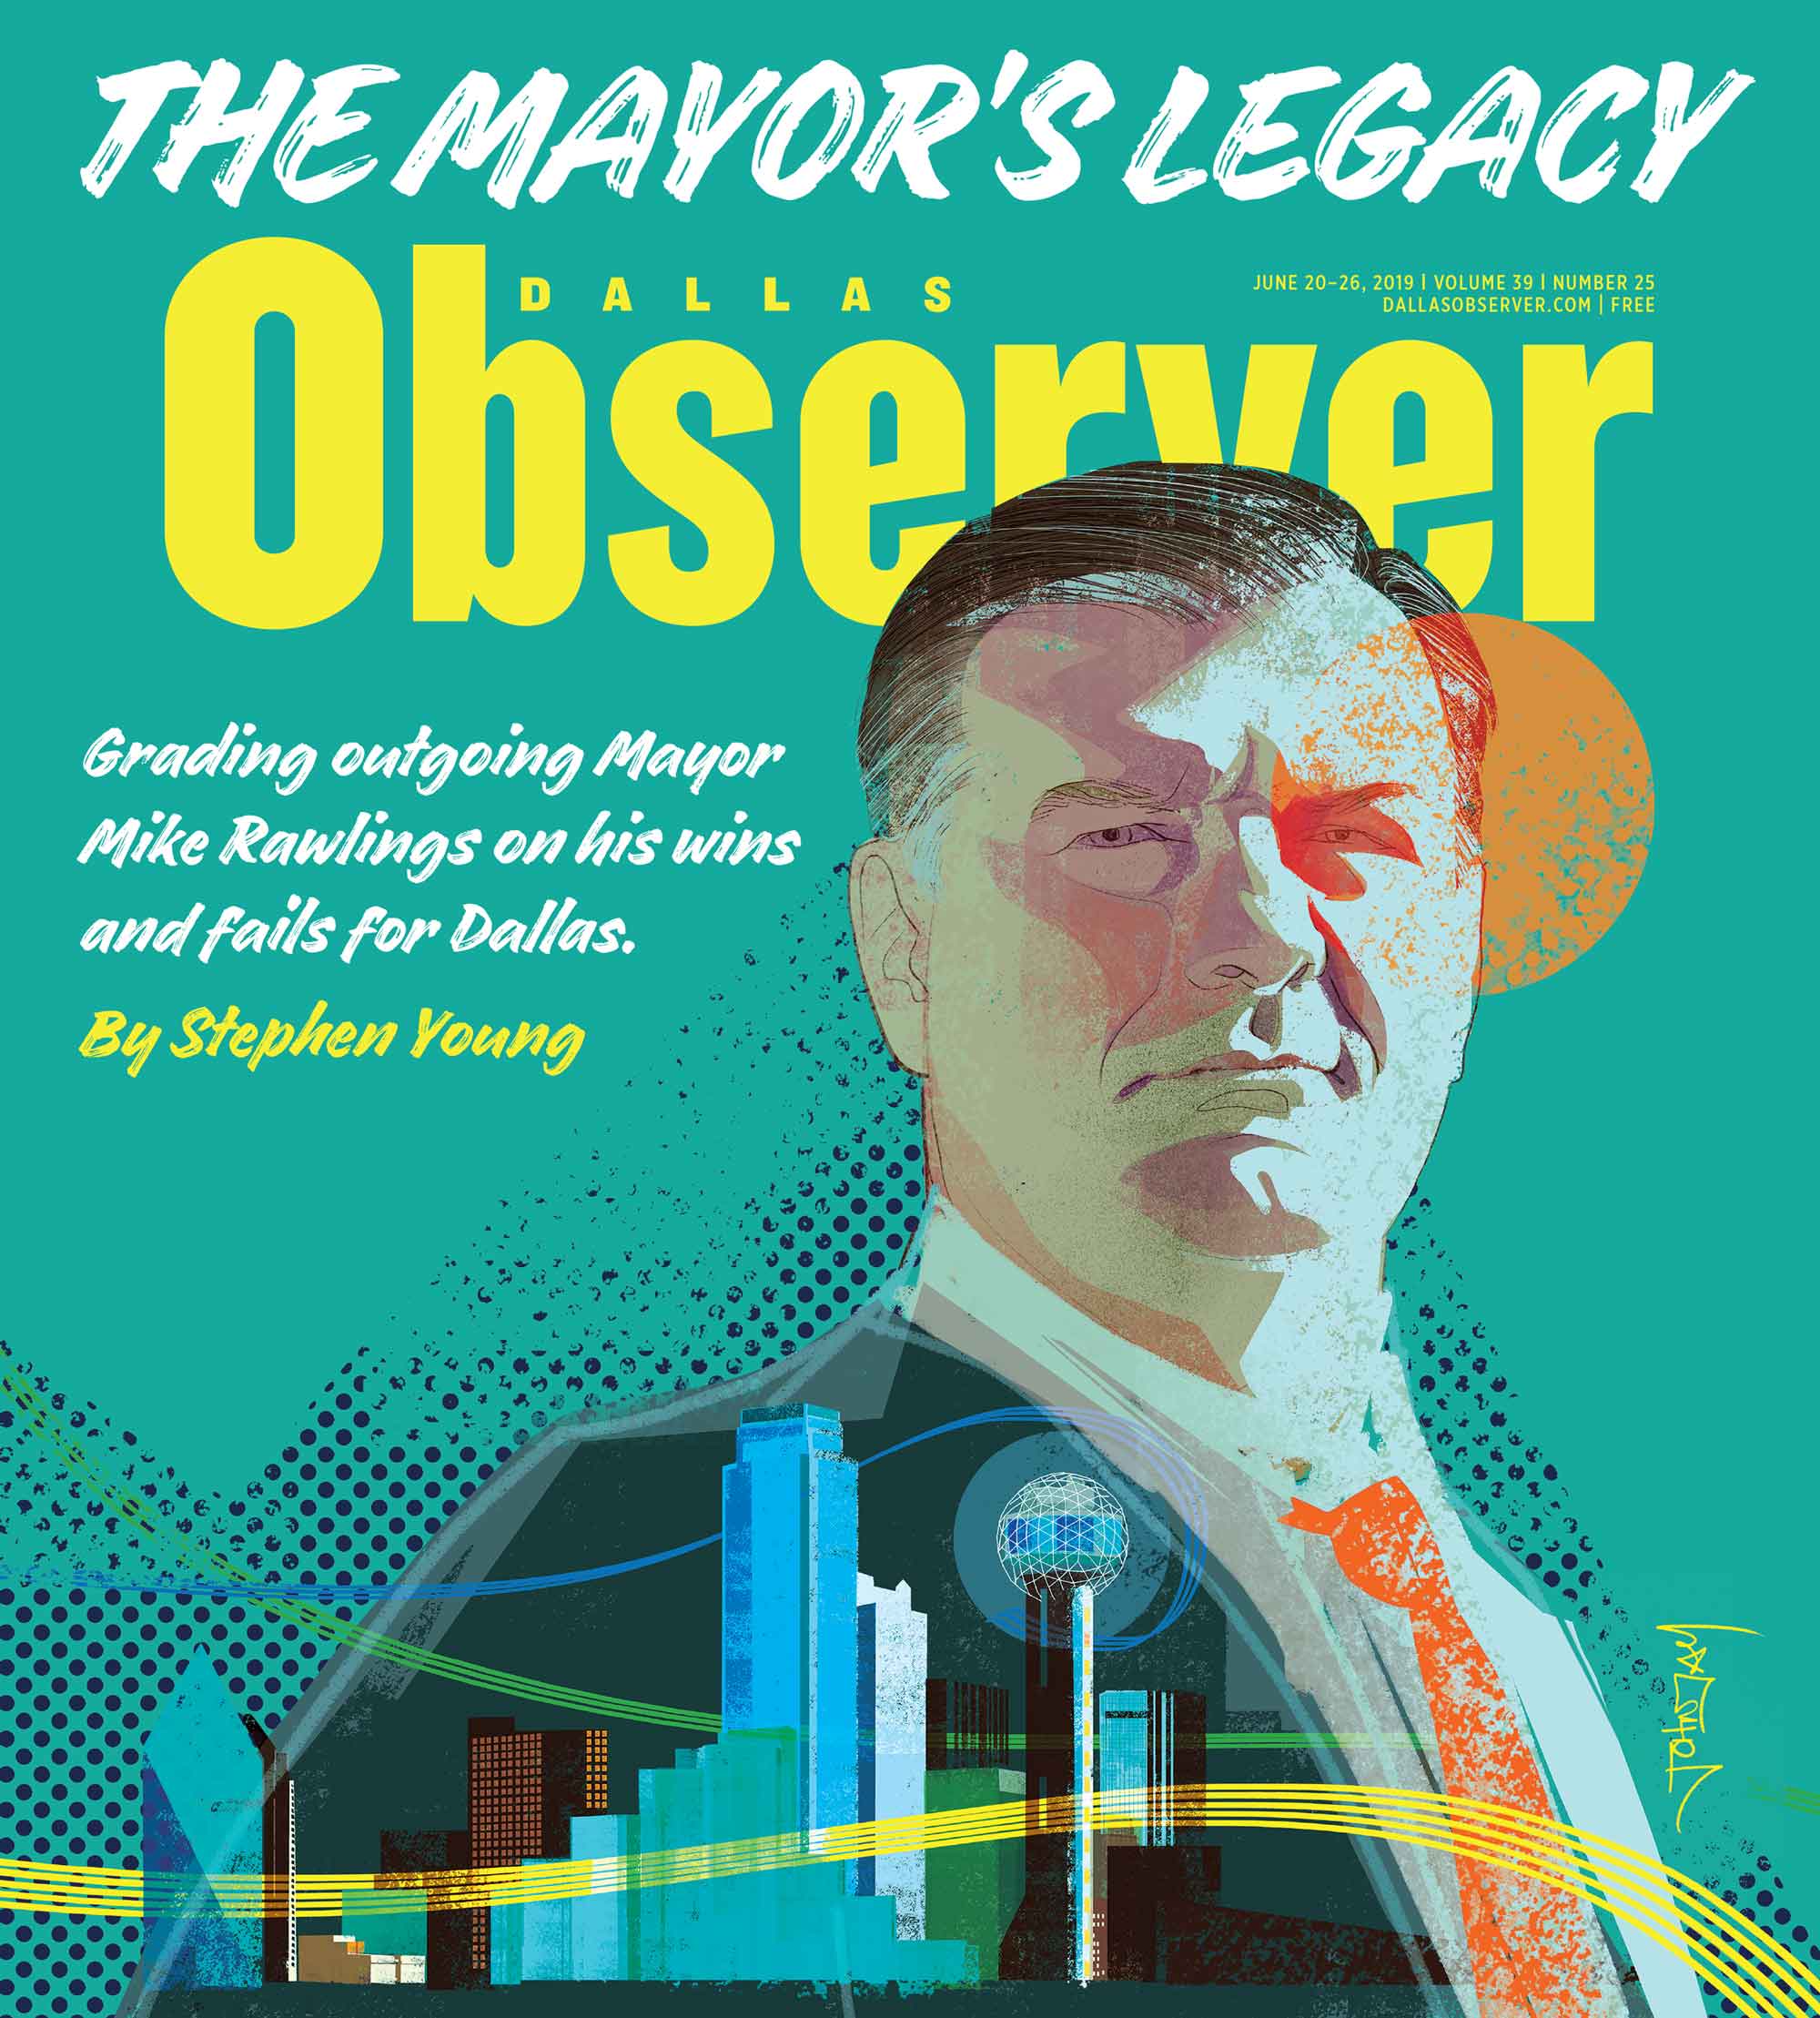 THE MAYOR'S LEGACY
DALLAS
JUNE 20–26, 2019 | VOLUME 39 | NUMBER 25
DALLASOBSERVER.COM | FREE
Observer
Grading outgoing Mayor
Mike Rawlings on his wins
and fails for Dallas.
By Stephen Young